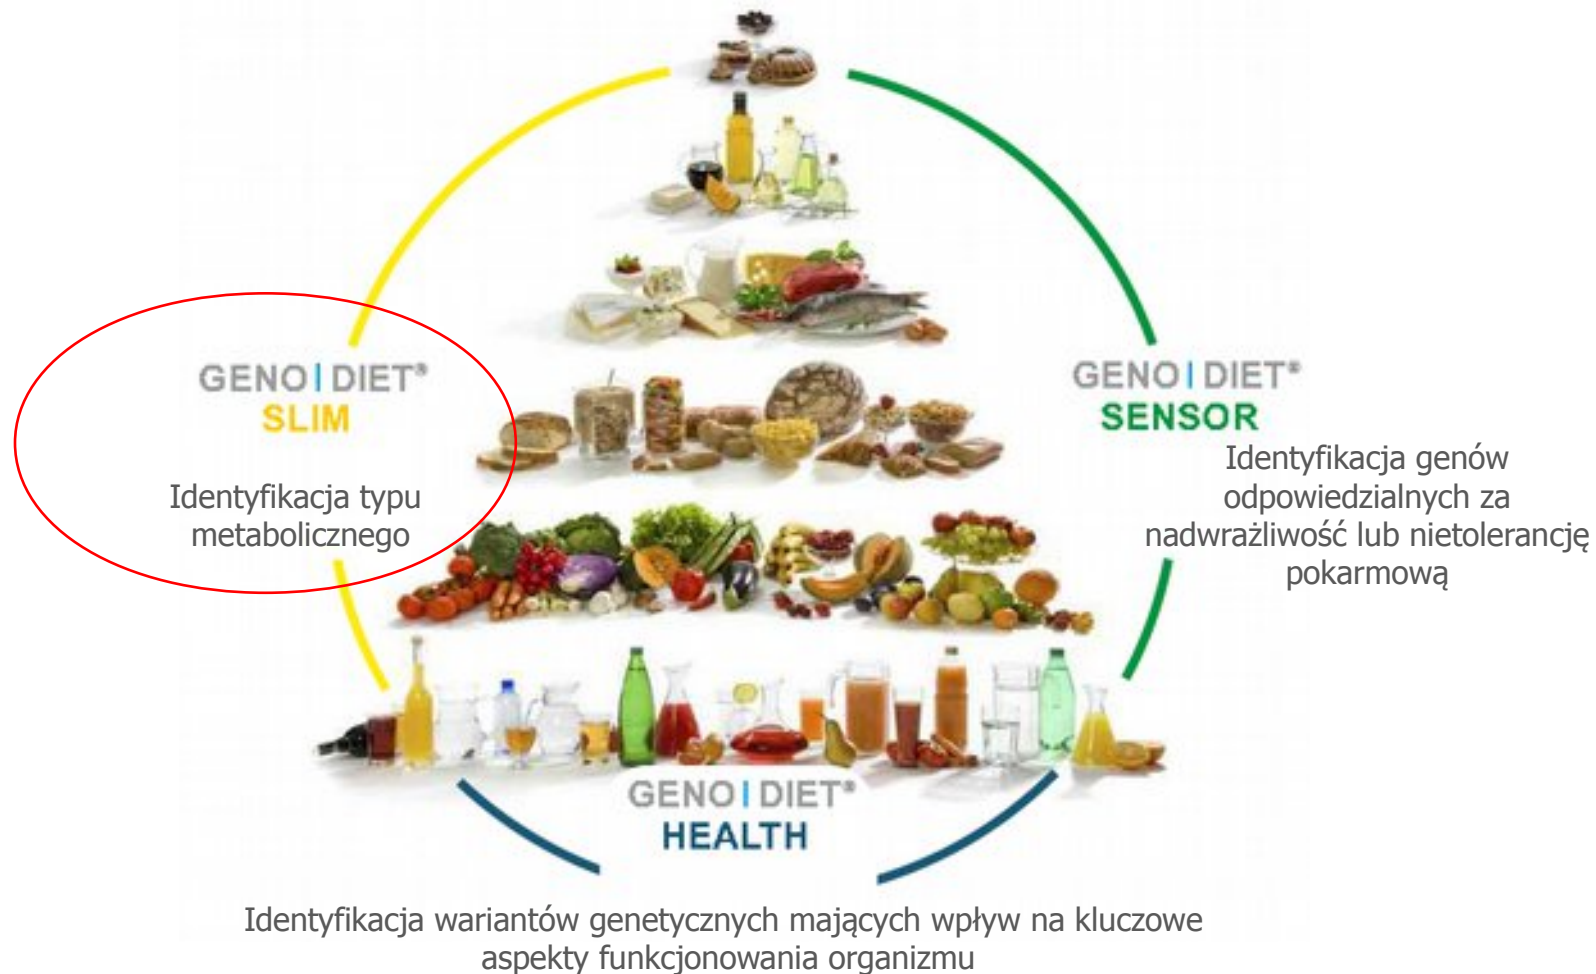 GENO|DIET®
SLIM
Identyfikacja typu
metabolicznego
GENO|DIET®
SENSOR
Identyfikacja genów
odpowiedzialnych za
nadwrażliwość lub nietolerancję
pokarmową
GENO|DIET®
HEALTH
Identyfikacja wariantów genetycznych mających wpływ na kluczowe
aspekty funkcjonowania organizmu